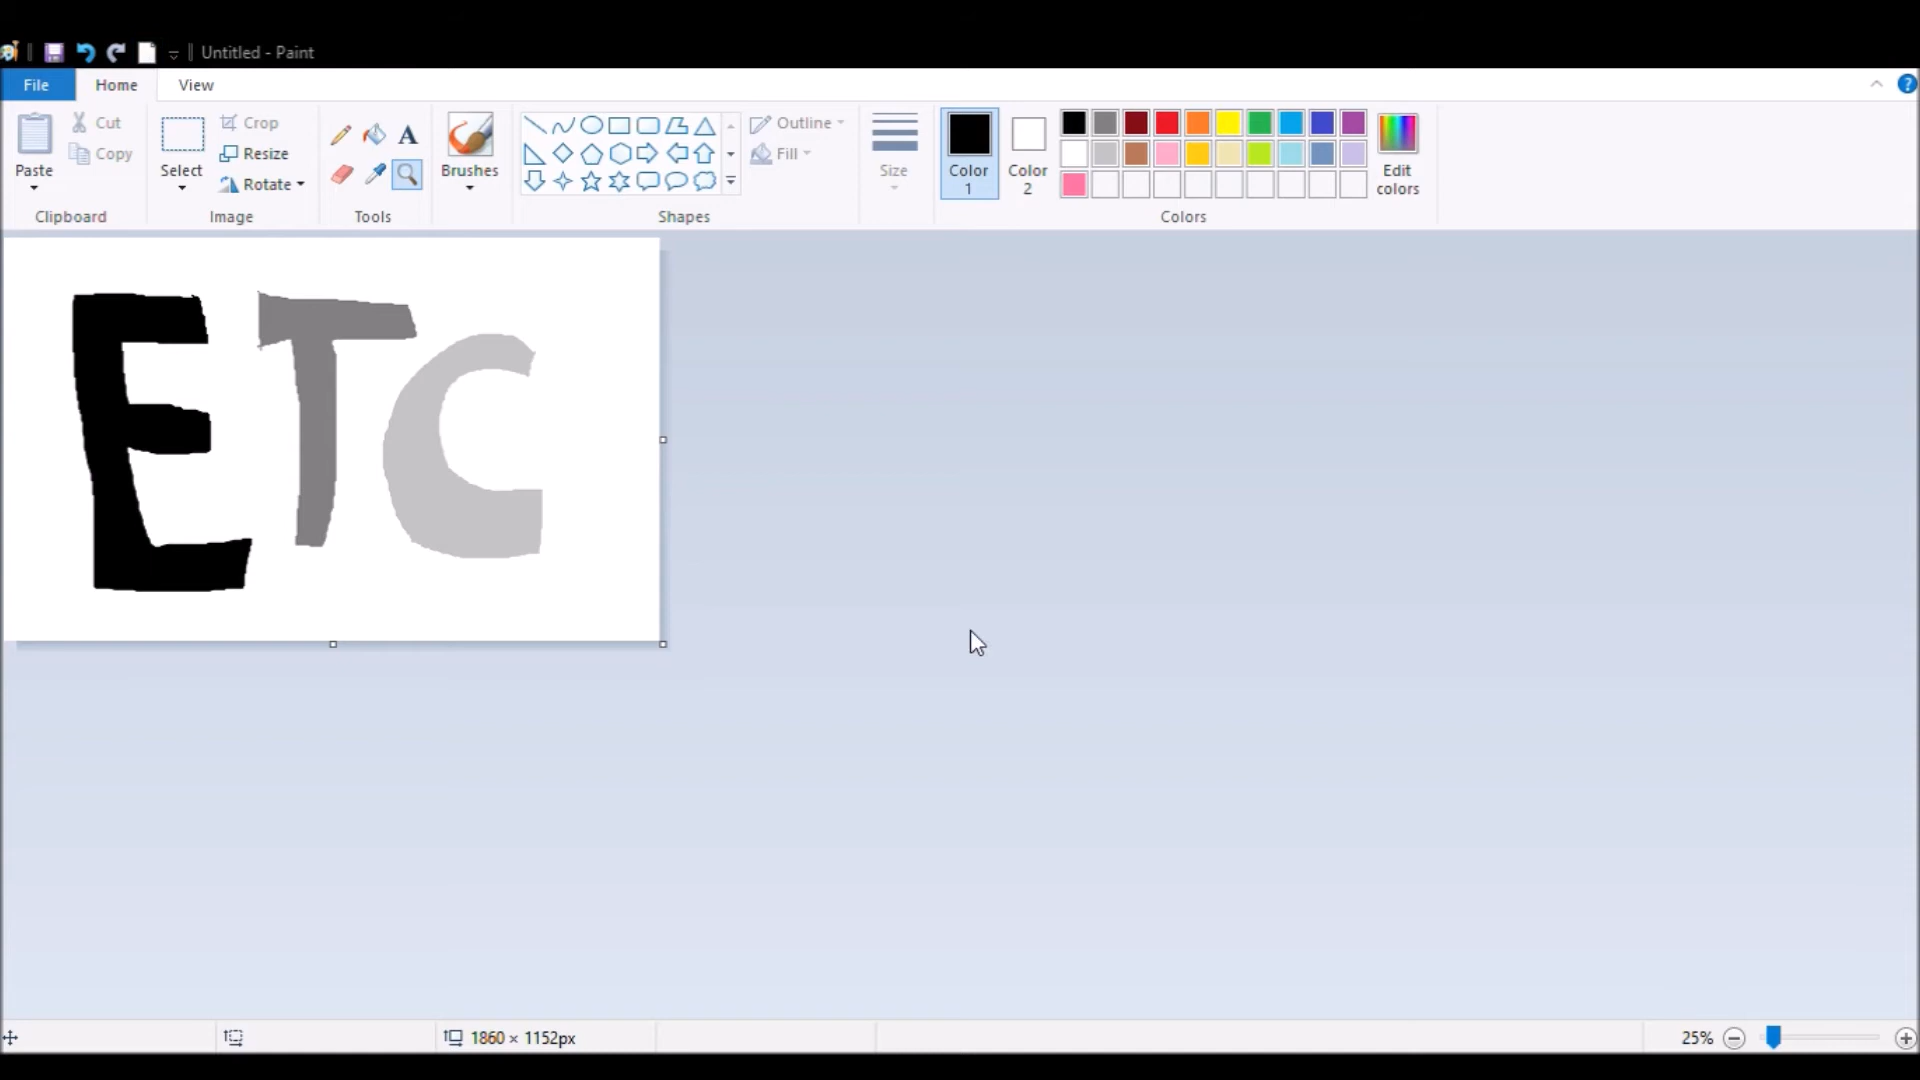 Untitled - Paint
File Home View
Cut Crop Outline
Copy Resize Fill
Paste Select Rotate Brushes Size Color 1 Color 2 Edit colors
Clipboard Image Tools Shapes Colors
ETC
1860 × 1152px 25%